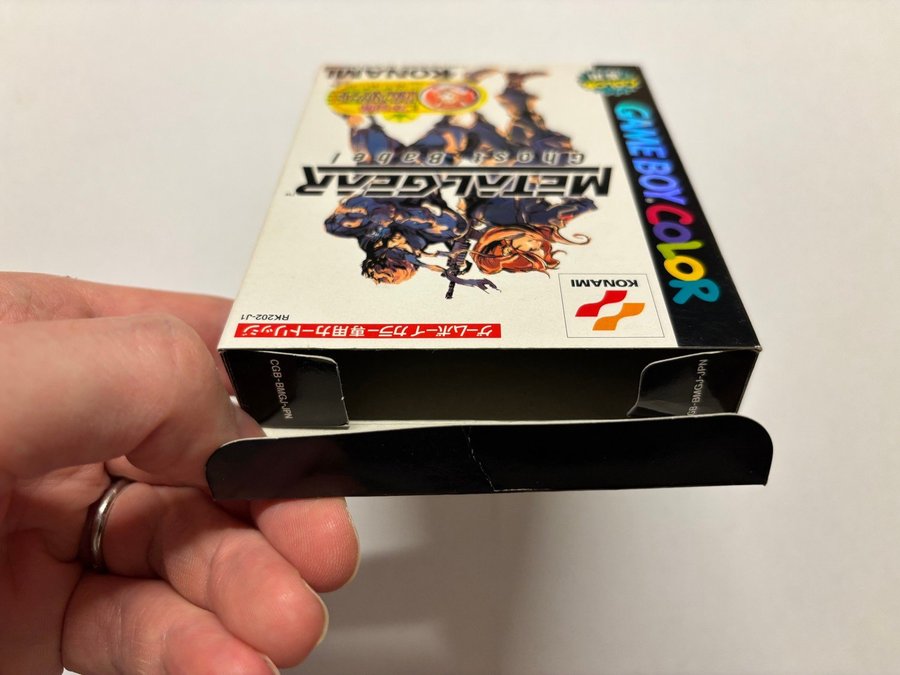 GAME BOY COLOR
KONAMI
ゲームボーイカラー専用カートリッジ
RK202-J1
METAL GEAR
Ghost Babel
KONAMI
CGB-BMGJ-JPN
GB-BMGJ-JPN